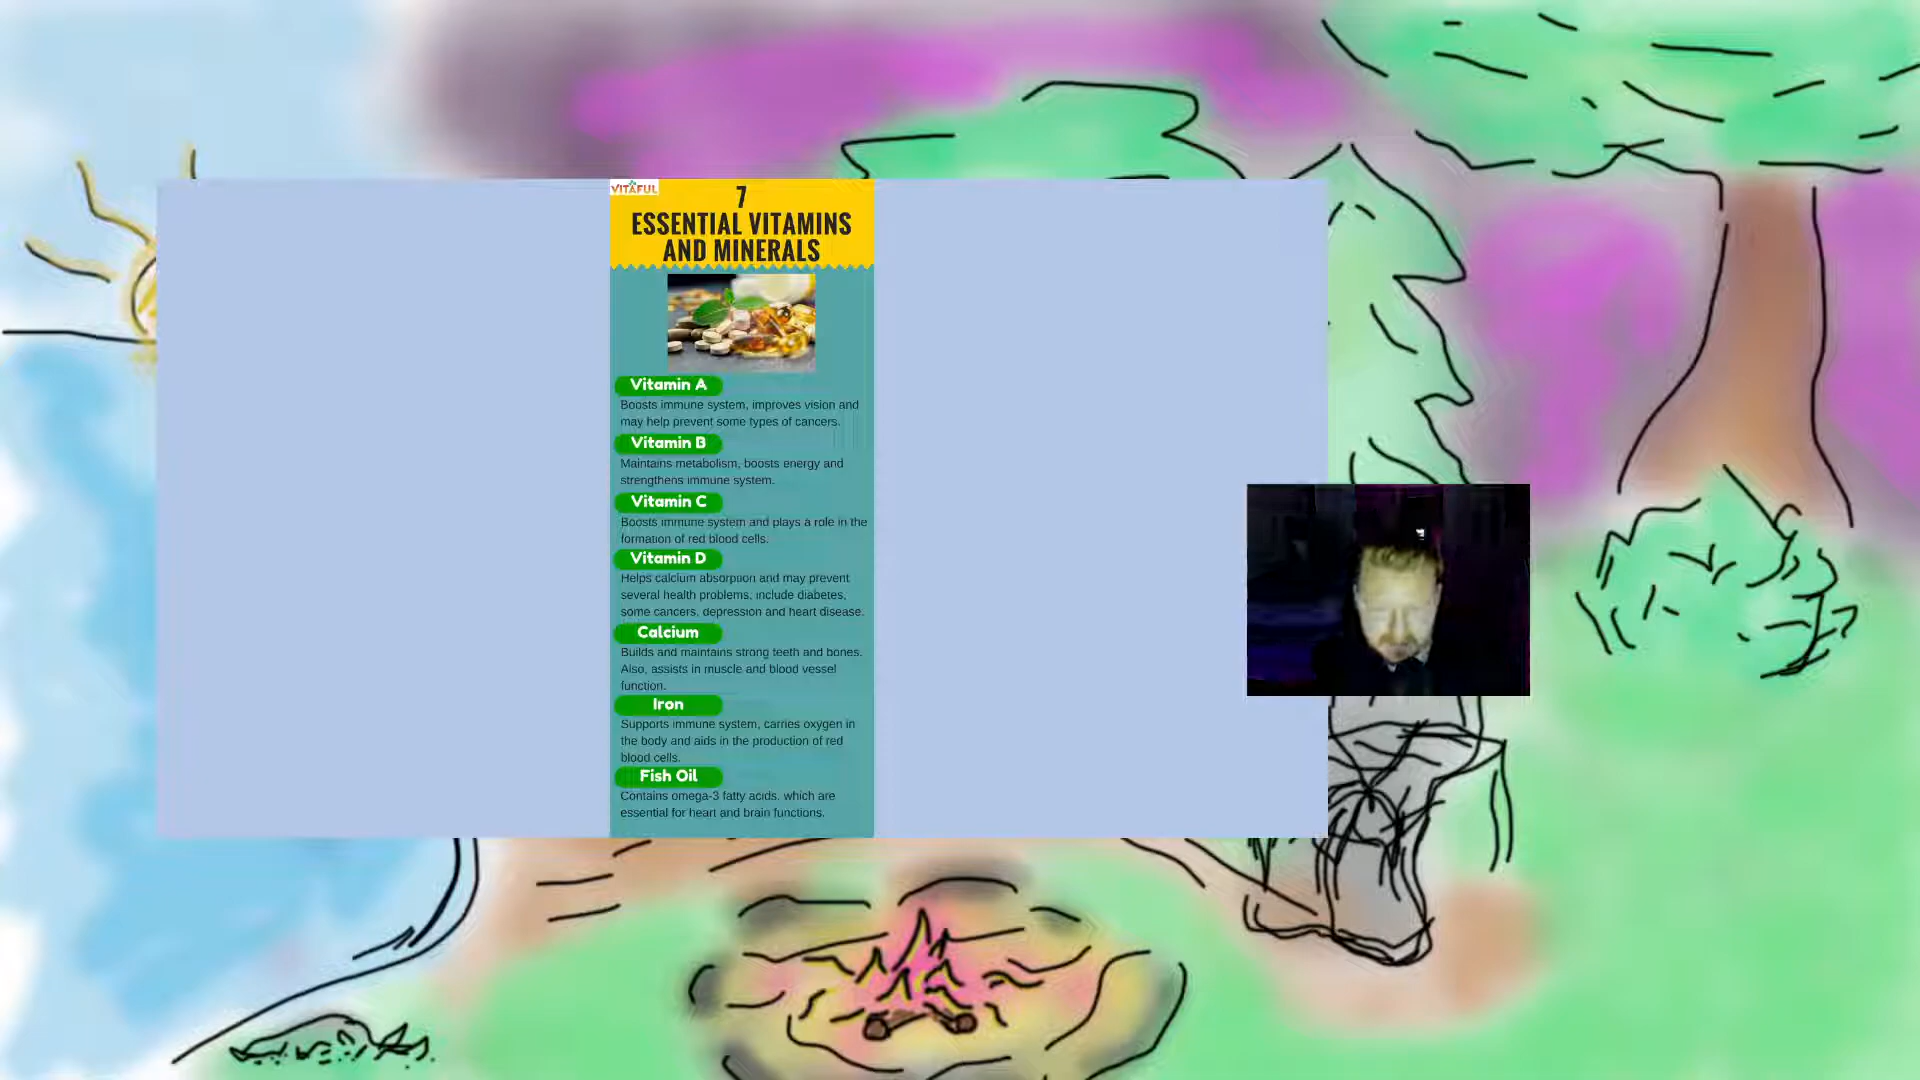 VITAFUL
7
ESSENTIAL VITAMINS
AND MINERALS
Vitamin A
Boosts immune system, improves vision and
may help prevent some types of cancers.
Vitamin B
Maintains metabolism, boosts energy and
strengthens immune system.
Vitamin C
Boosts immune system and plays a role in the
formation of red blood cells.
Vitamin D
Helps calcium absorption and may prevent
several health problems, include diabetes,
some cancers, depression and heart disease.
Calcium
Builds and maintains strong teeth and bones.
Also, assists in muscle and blood vessel
function.
Iron
Supports immune system, carries oxygen in
the body and aids in the production of red
blood cells.
Fish Oil
Contains omega-3 fatty acids, which are
essential for heart and brain functions.